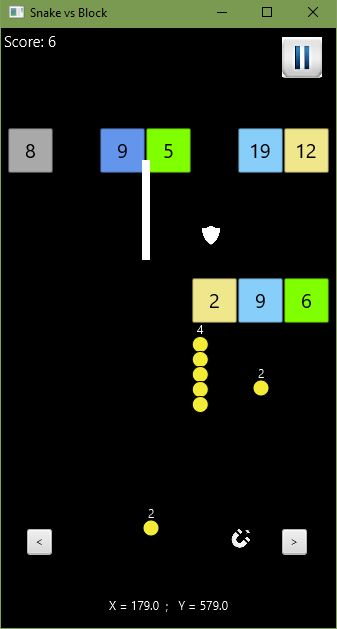 Snake vs Block
Score: 6
8 9 5 19 12
2 9 6
4
2
2
< >
X = 179.0 ; Y = 579.0